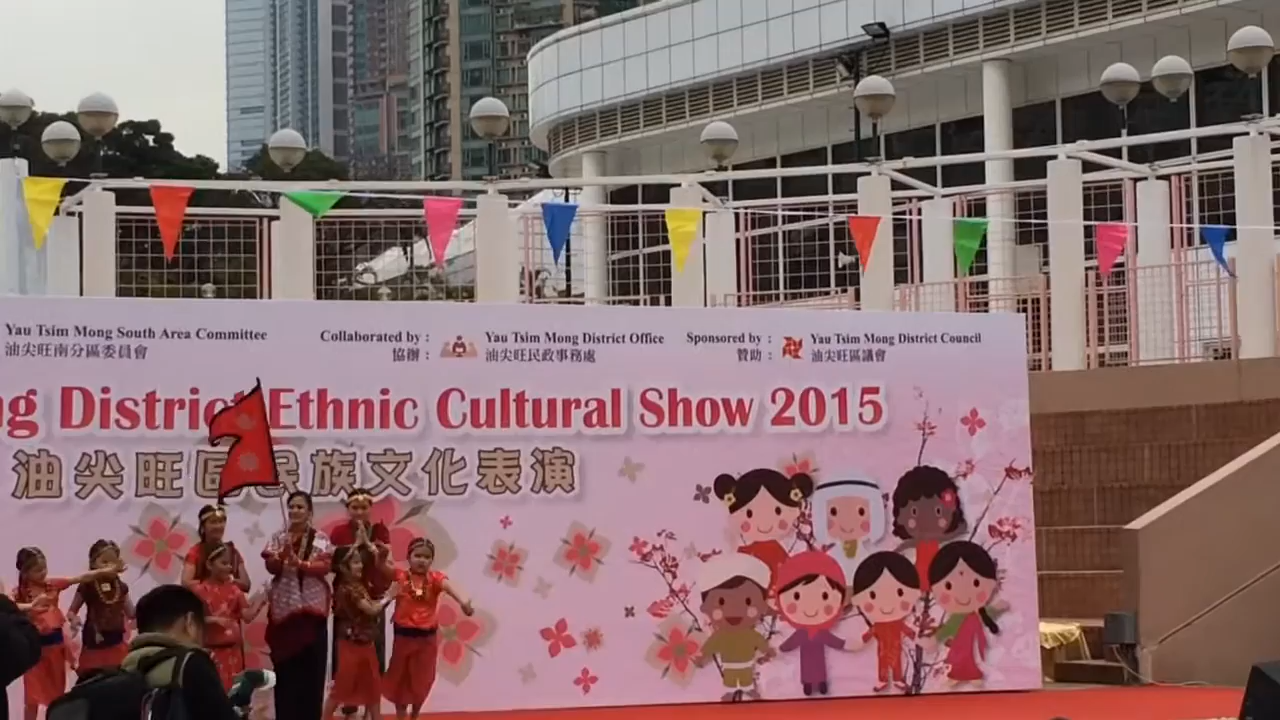 Yau Tsim Mong South Area Committee
油尖旺南分區委員會
Collaborated by :
協辦 :
Yau Tsim Mong District Office
油尖旺民政事務處
Sponsored by :
贊助 :
Yau Tsim Mong District Council
油尖旺區議會
ng District Ethnic Cultural Show 2015
油尖旺區民族文化表演